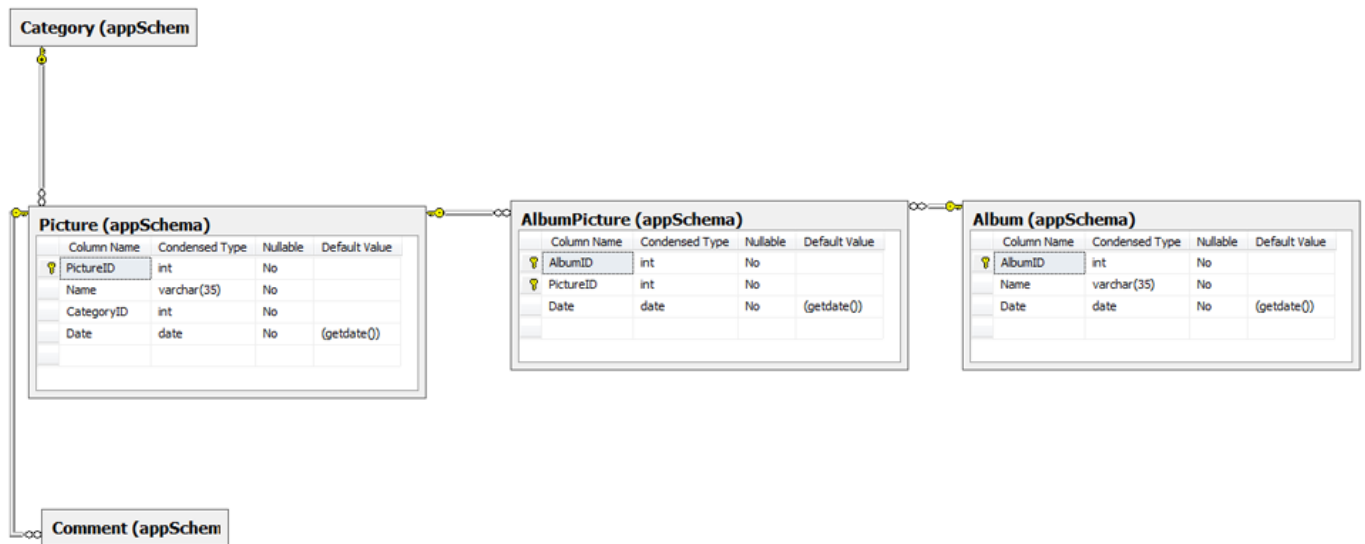 Category (appSchem
Picture (appSchema)
Column Name Condensed Type Nullable Default Value
PictureID int No
Name varchar(35) No
CategoryID int No
Date date No (getdate())
AlbumPicture (appSchema)
Column Name Condensed Type Nullable Default Value
AlbumID int No
PictureID int No
Date date No (getdate())
Album (appSchema)
Column Name Condensed Type Nullable Default Value
AlbumID int No
Name varchar(35) No
Date date No (getdate())
Comment (appSchem